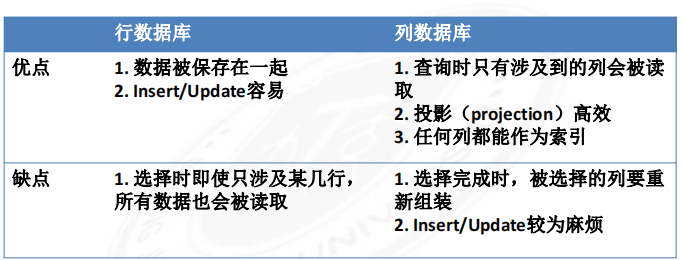 行数据库 列数据库
优点
1. 数据被保存在一起
2. Insert/Update容易
1. 查询时只有涉及到的列会被读
取
2. 投影（projection）高效
3. 任何列都能作为索引
缺点
1. 选择时即使只涉及某几行，
所有数据也会被读取
1. 选择完成时，被选择的列要重
新组装
2. Insert/Update较为麻烦